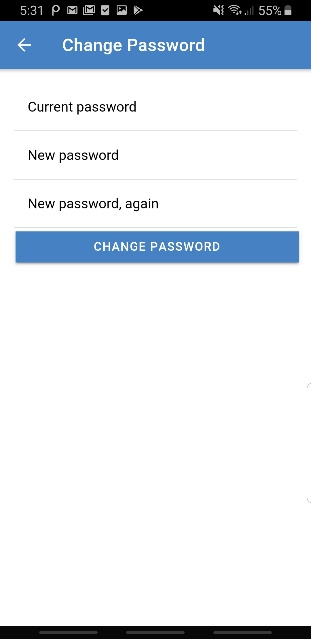 5:31 55%
Change Password
Current password
New password
New password, again
CHANGE PASSWORD